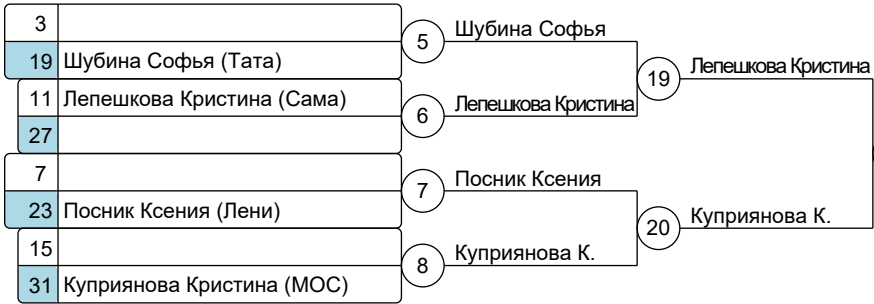 3
19 Шубина Софья (Тата)
5 Шубина Софья
11 Лепешкова Кристина (Сама)
27
6 Лепешкова Кристина
19 Лепешкова Кристина
7
23 Посник Ксения (Лени)
7 Посник Ксения
15
31 Куприянова Кристина (МОС)
8 Куприянова К.
20 Куприянова К.